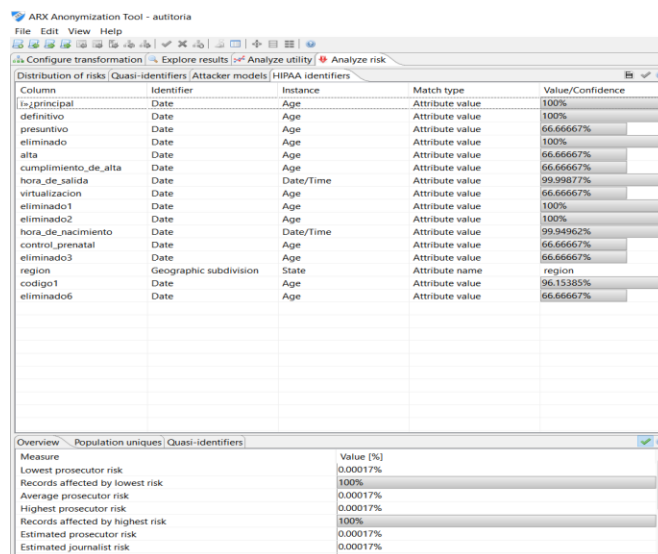 ARX Anonymization Tool - autitoria
File Edit View Help
Configure transformation Explore results Analyze utility Analyze risk
Distribution of risks Quasi-identifiers Attacker models HIPAA identifiers
Column Identifier Instance Match type Value/Confidence
ï»¿principal Date Age Attribute value 100%
definitivo Date Age Attribute value 100%
presuntivo Date Age Attribute value 66.66667%
eliminado Date Age Attribute value 100%
alta Date Age Attribute value 66.66667%
cumplimiento_de_alta Date Age Attribute value 66.66667%
hora_de_salida Date Date/Time Attribute value 99.99877%
virtualizacion Date Age Attribute value 66.66667%
eliminado1 Date Age Attribute value 100%
eliminado2 Date Age Attribute value 100%
hora_de_nacimiento Date Date/Time Attribute value 99.94962%
control_prenatal Date Age Attribute value 66.66667%
eliminado3 Date Age Attribute value 66.66667%
region Geographic subdivision State Attribute name region
codigo1 Date Age Attribute value 96.15385%
eliminado6 Date Age Attribute value 66.66667%
Overview Population uniques Quasi-identifiers
Measure Value [%]
Lowest prosecutor risk 0.00017%
Records affected by lowest risk 100%
Average prosecutor risk 0.00017%
Highest prosecutor risk 0.00017%
Records affected by highest risk 100%
Estimated prosecutor risk 0.00017%
Estimated journalist risk 0.00017%